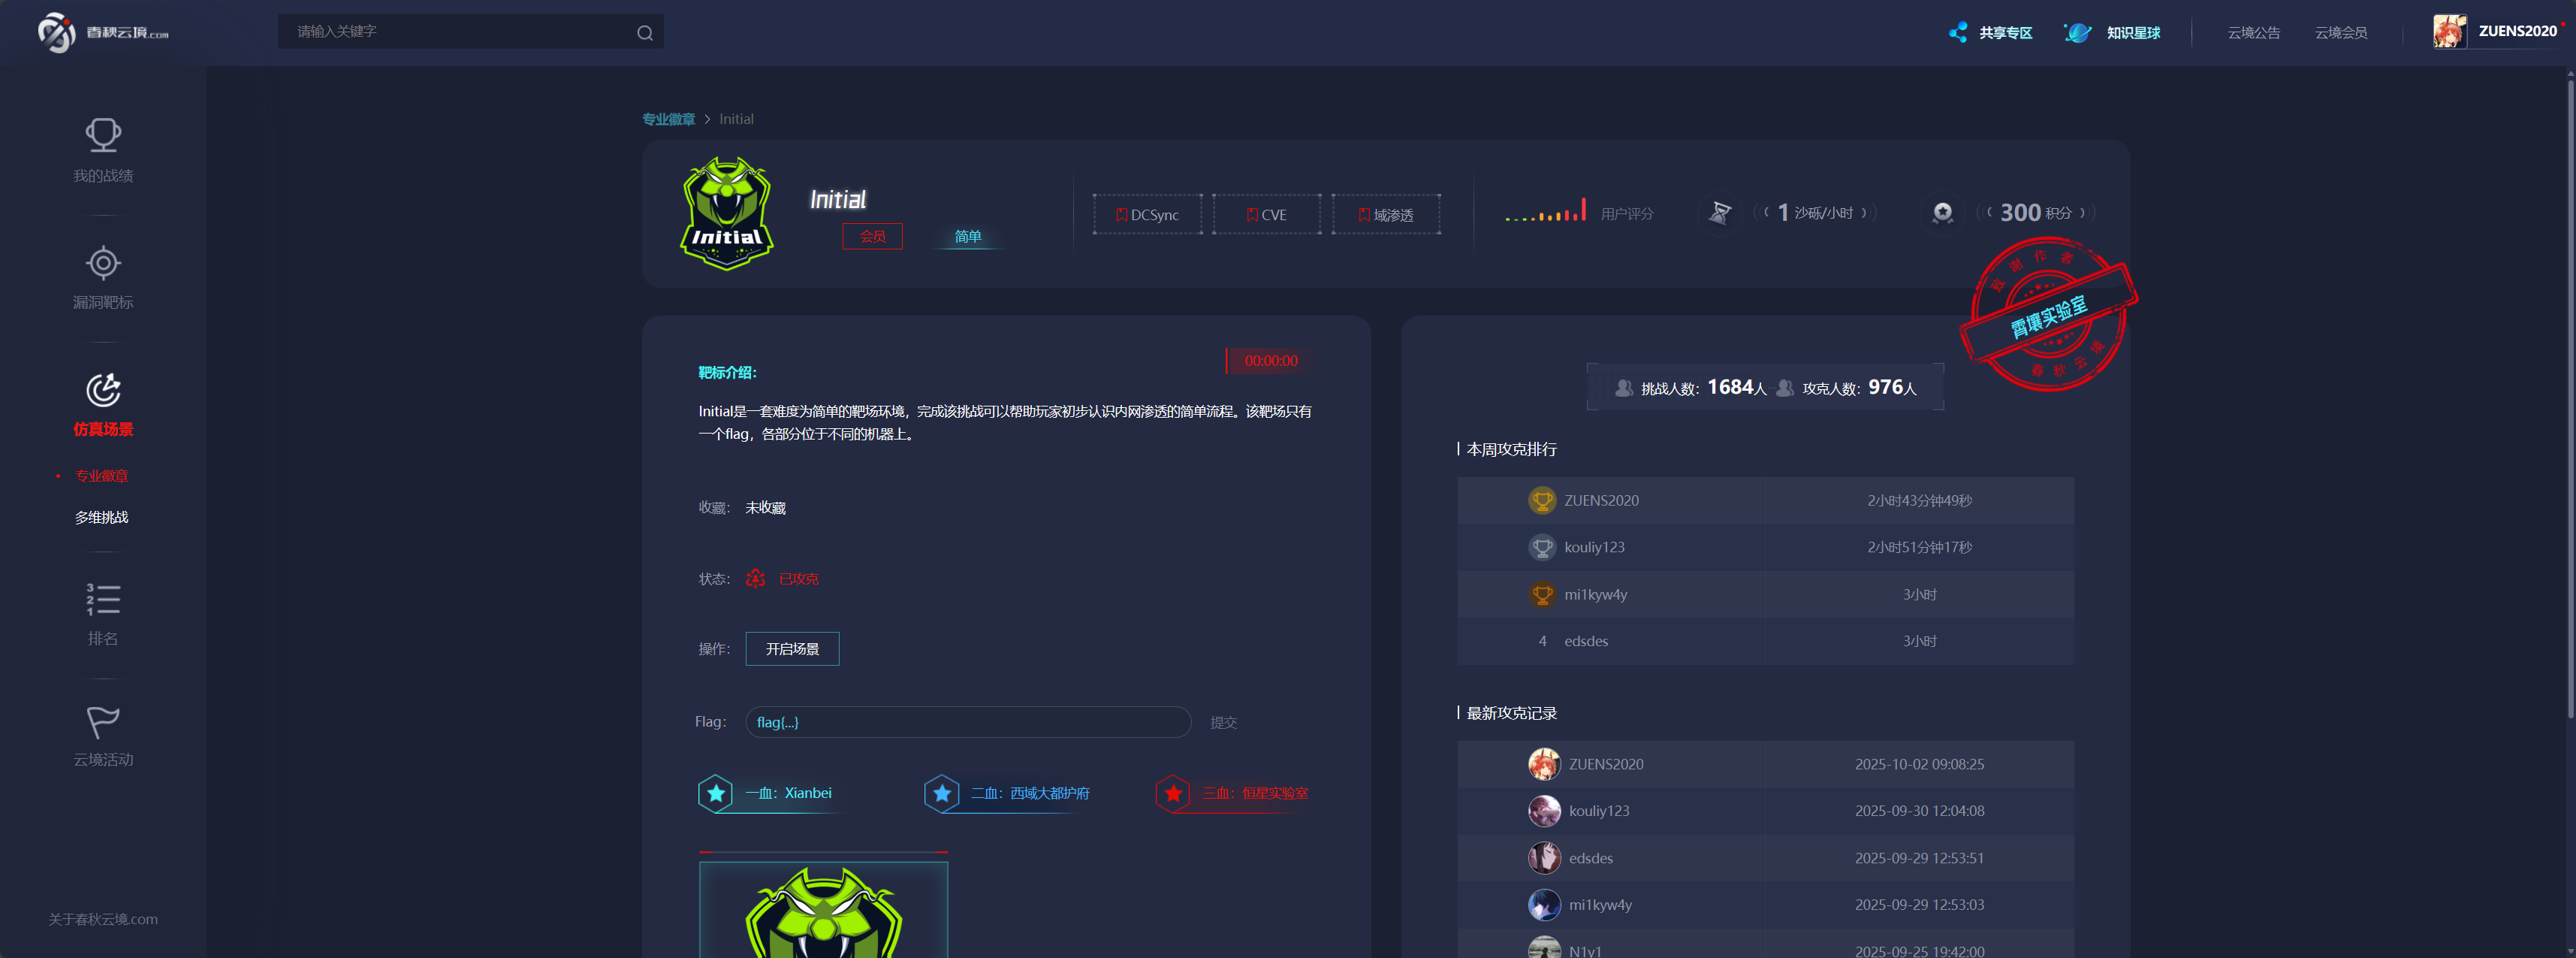 春秋云境.com
请输入关键字
共享专区
知识星球
云境公告
云境会员
ZUENS2020
我的战绩
漏洞靶标
仿真场景
专业徽章
多维挑战
排名
云境活动
关于春秋云境.com
专业徽章 > Initial
Initial
Initial
会员
简单
DCSync
CVE
域渗透
用户评分
1 沙砾/小时
300 积分
致谢作者
霄壤实验室
春秋云境
00:00:00
靶标介绍：
Initial是一套难度为简单的靶场环境，完成该挑战可以帮助玩家初步认识内网渗透的简单流程。该靶场只有
一个flag，各部分位于不同的机器上。
收藏： 未收藏
状态： 已攻克
操作： 开启场景
Flag： flag{...} 提交
一血：Xianbei
二血：西域大都护府
三血：恒星实验室
挑战人数：1684人 攻克人数：976人
本周攻克排行
ZUENS2020 2小时43分钟49秒
kouliy123 2小时51分钟17秒
mi1kyw4y 3小时
4 edsdes 3小时
最新攻克记录
ZUENS2020 2025-10-02 09:08:25
kouliy123 2025-09-30 12:04:08
edsdes 2025-09-29 12:53:51
mi1kyw4y 2025-09-29 12:53:03
N1y1 2025-09-25 19:42:00